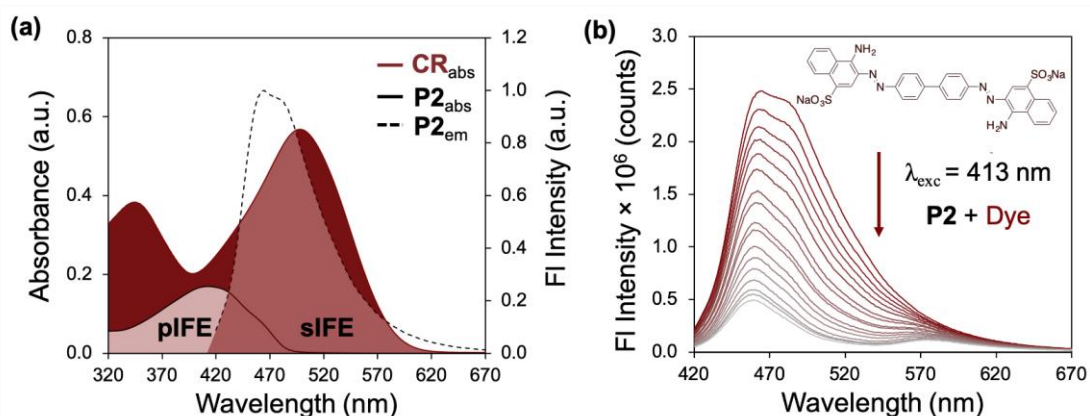 (a)
0.8
0.6
0.4
0.2
0.0
Absorbance (a.u.)
CRabs
P2abs
P2em
pIFE
sIFE
1.2
1.0
0.8
0.6
0.4
0.2
0.0
FI Intensity (a.u.)
320 370 420 470 520 570 620 670
Wavelength (nm)
(b)
3.0
2.5
2.0
1.5
1.0
0.5
0.0
FI Intensity × 10⁶ (counts)
NH₂
SO₃Na
N
N
N
N
NaO₃S
H₂N
λexc = 413 nm
P2 + Dye
420 470 520 570 620 670
Wavelength (nm)